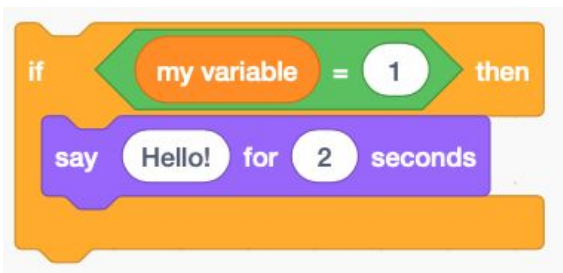 if my variable = 1 then
say Hello! for 2 seconds